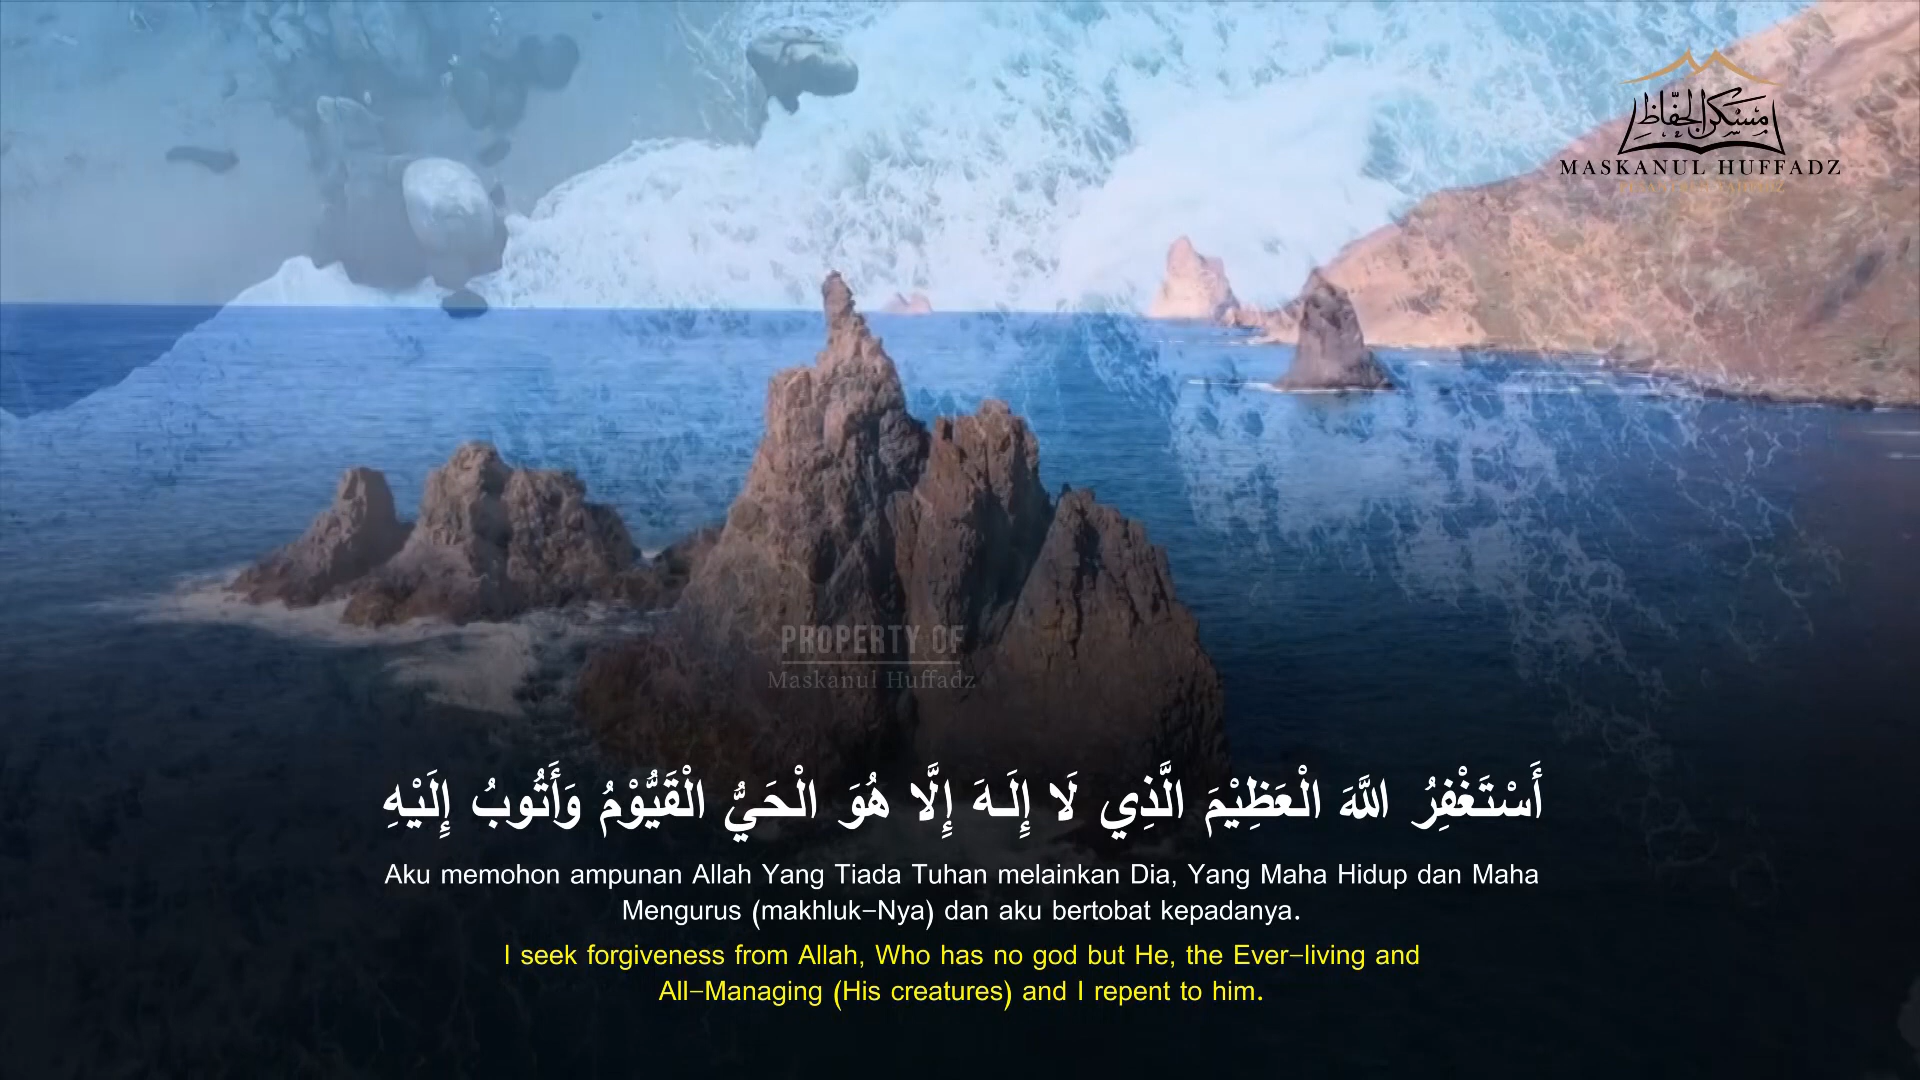 مسكن الحفاظ
MASKANUL HUFFADZ
PROPERTY OF
Maskanul Huffadz
أَسْتَغْفِرُ اللَّهَ الْعَظِيْمَ الَّذِي لَا إِلَـهَ إِلَّا هُوَ الْحَيُّ الْقَيُّوْمُ وَأَتُوبُ إِلَيْهِ
Aku memohon ampunan Allah Yang Tiada Tuhan melainkan Dia, Yang Maha Hidup dan Maha
Mengurus (makhluk-Nya) dan aku bertobat kepadanya.
I seek forgiveness from Allah, Who has no god but He, the Ever-living and
All-Managing (His creatures) and I repent to him.